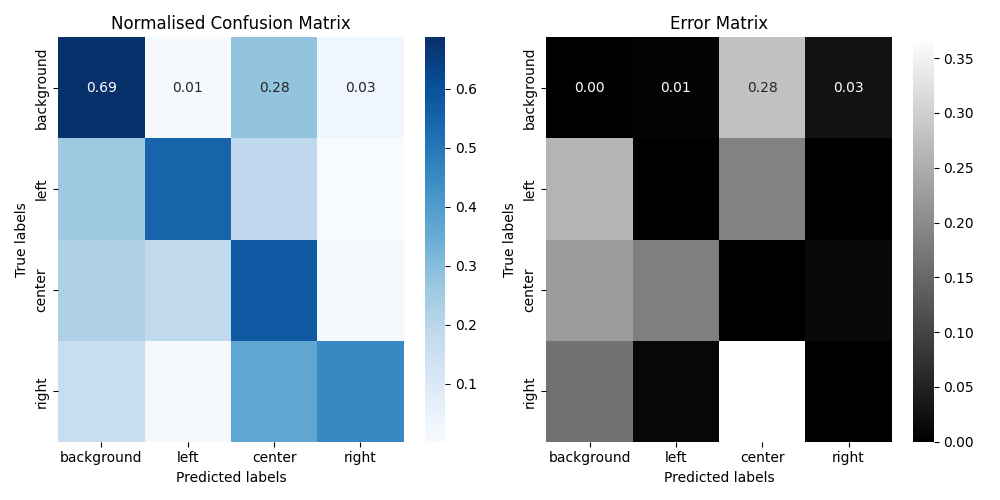 Normalised Confusion Matrix
True labels
background
left
center
right
0.69 0.01 0.28 0.03
background left center right
Predicted labels
0.6
0.5
0.4
0.3
0.2
0.1
Error Matrix
True labels
background
left
center
right
0.00 0.01 0.28 0.03
background left center right
Predicted labels
0.35
0.30
0.25
0.20
0.15
0.10
0.05
0.00